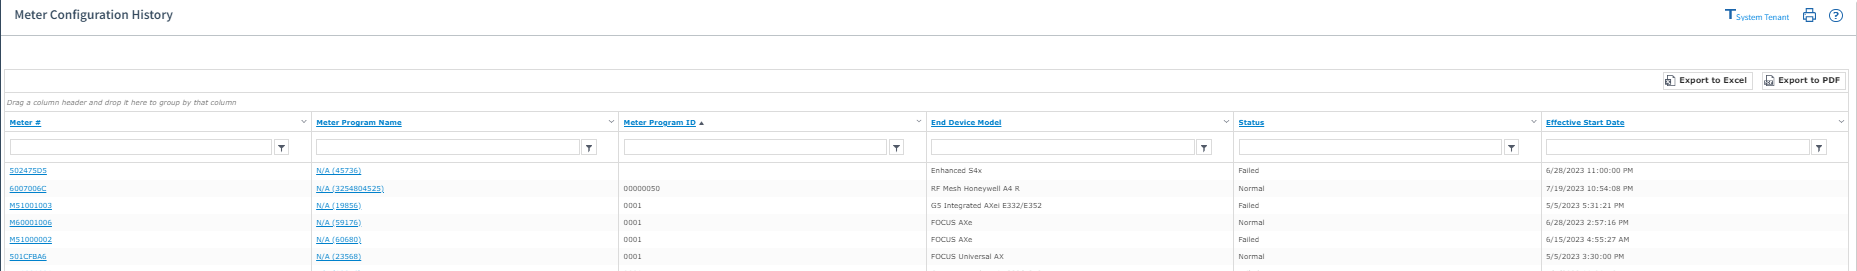 Meter Configuration History
System Tenant
Export to Excel Export to PDF
Drag a column header and drop it here to group by that column
Meter # Meter Program Name Meter Program ID ▲ End Device Model Status Effective Start Date
502475D5 N/A (45736) Enhanced S4x Failed 6/28/2023 11:00:00 PM
6007006C N/A (3254804525) 00000050 RF Mesh Honeywell A4 R Normal 7/19/2023 10:54:08 PM
M51001003 N/A (19856) 0001 G5 Integrated AXei E332/E352 Failed 5/5/2023 5:31:21 PM
M60001006 N/A (59176) 0001 FOCUS AXe Normal 6/28/2023 2:57:16 PM
M51000002 N/A (60680) 0001 FOCUS AXe Failed 6/15/2023 4:55:27 AM
501CFBA6 N/A (23568) 0001 FOCUS Universal AX Normal 5/5/2023 3:30:00 PM